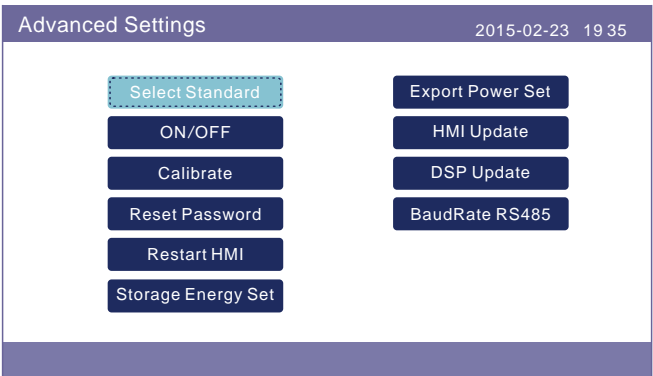 Advanced Settings
2015-02-23 19 35
Select Standard
ON/OFF
Calibrate
Reset Password
Restart HMI
Storage Energy Set
Export Power Set
HMI Update
DSP Update
BaudRate RS485